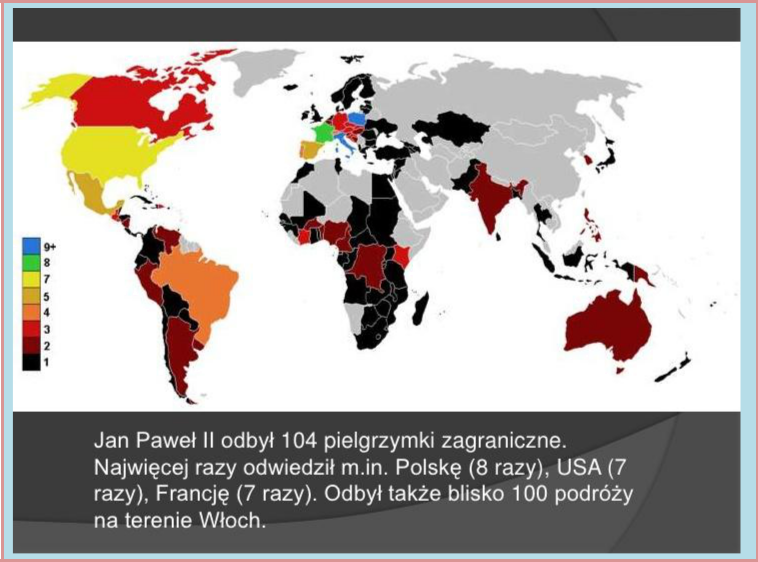 9+
8
7
5
4
3
2
1
Jan Paweł II odbył 104 pielgrzymki zagraniczne.
Najwięcej razy odwiedził m.in. Polskę (8 razy), USA (7
razy), Francję (7 razy). Odbył także blisko 100 podróży
na terenie Włoch.